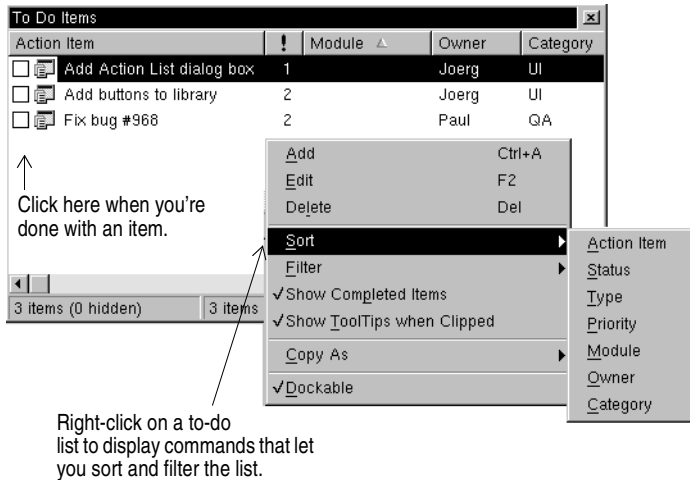 To Do Items
Action Item ! Module Owner Category
Add Action List dialog box 1 Joerg UI
Add buttons to library 2 Joerg UI
Fix bug #968 2 Paul QA
Click here when you're
done with an item.
3 items (0 hidden) 3 items
Add Ctrl+A
Edit F2
Delete Del
Sort
Filter
✓Show Completed Items
✓Show ToolTips when Clipped
Copy As
✓Dockable
Action Item
Status
Type
Priority
Module
Owner
Category
Right-click on a to-do
list to display commands that let
you sort and filter the list.